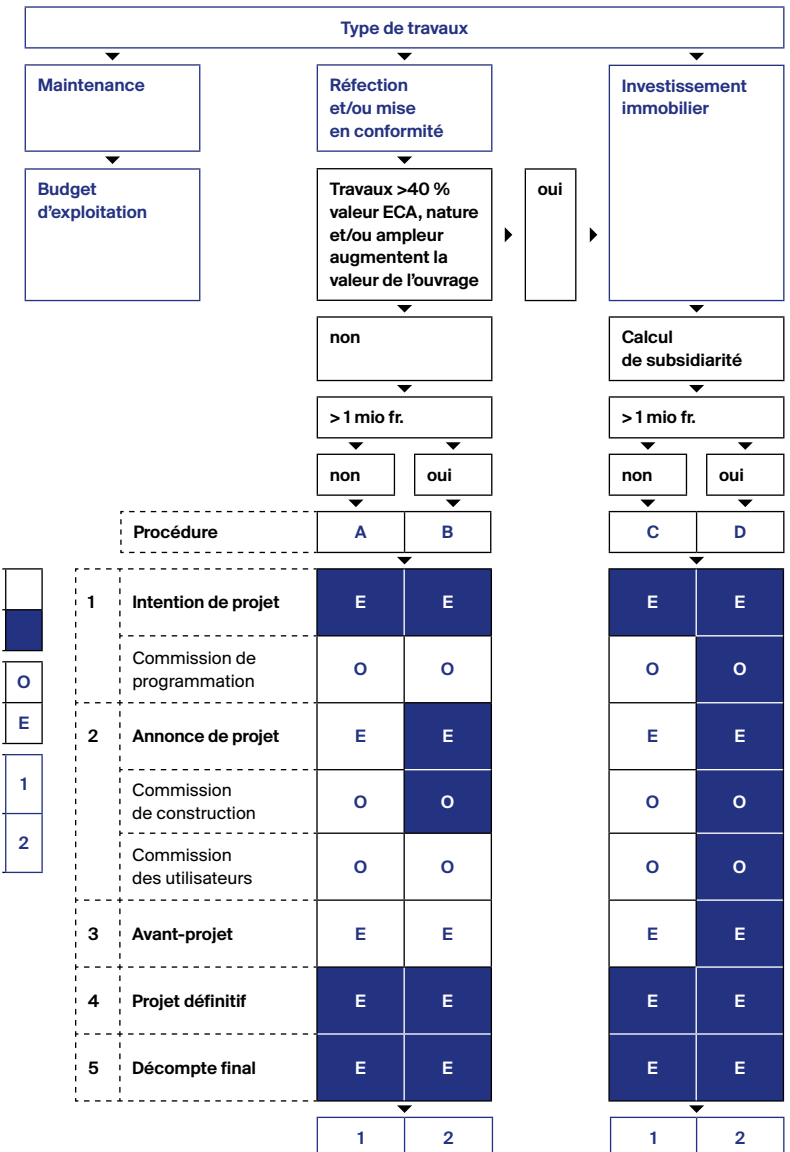 Type de travaux
Maintenance
Réfection
et/ou mise
en conformité
Investissement
immobilier
Budget
d'exploitation
Travaux >40 %
valeur ECA, nature
et/ou ampleur
augmentent la
valeur de l'ouvrage
oui
non
Calcul
de subsidiarité
> 1 mio fr.
> 1 mio fr.
non
oui
non
oui
Procédure
A
B
C
D
1
Intention de projet
E
E
E
E
Commission de
programmation
O
O
O
O
2
Annonce de projet
E
E
E
E
Commission
de construction
O
O
O
O
Commission
des utilisateurs
O
O
O
O
3
Avant-projet
E
E
E
E
4
Projet définitif
E
E
E
E
5
Décompte final
E
E
E
E
1
2
1
2
O
E
1
2